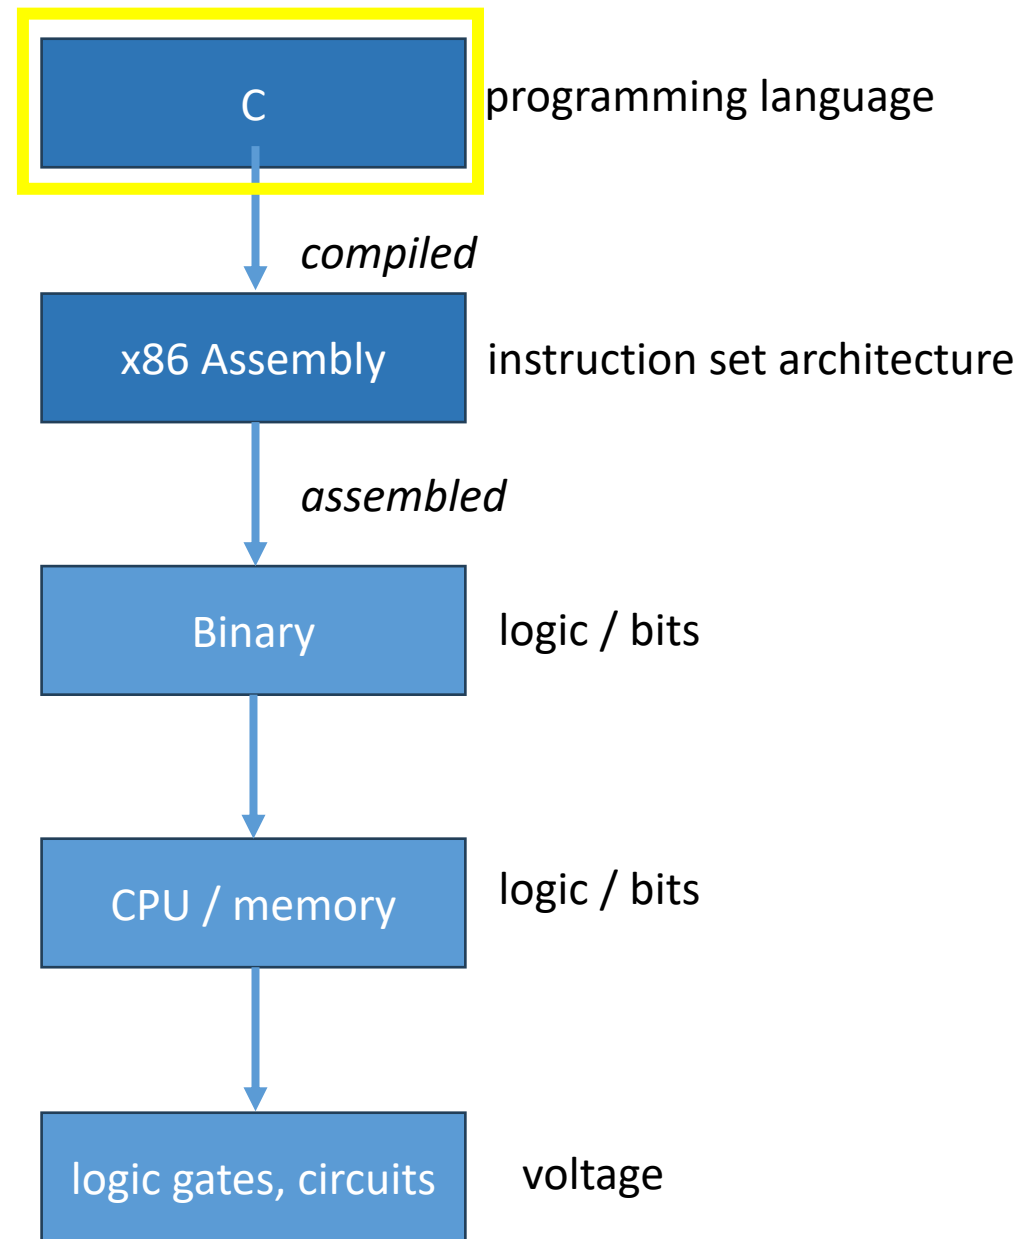 C
programming language
compiled
x86 Assembly
instruction set architecture
assembled
Binary
logic / bits
CPU / memory
logic / bits
logic gates, circuits
voltage